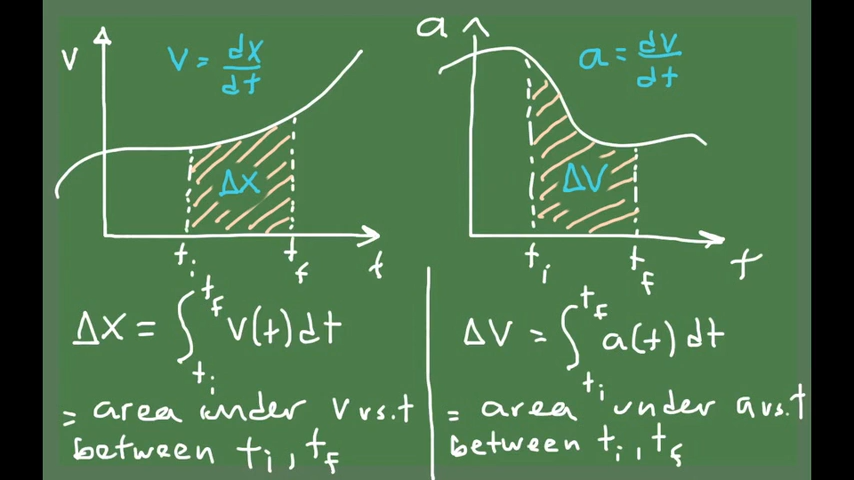 V
V = dx/dt
ΔX
ti
tf
t
ΔX = ∫ti^tf V(t)dt
= area under V vs. t
between ti, tf
a
a = dV/dt
ΔV
ti
tf
t
ΔV = ∫ti^tf a(t)dt
= area under a vs. t
between ti, tf